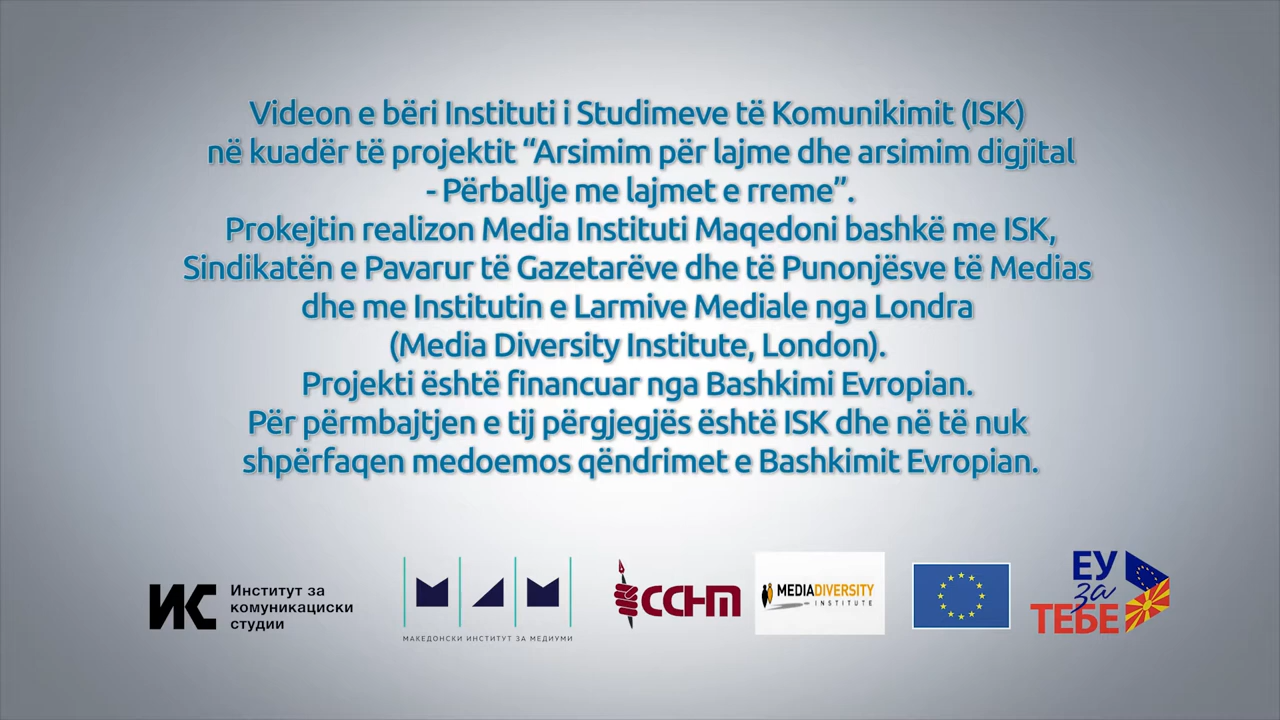 Videon e bëri Instituti i Studimeve të Komunikimit (ISK)
në kuadër të projektit “Arsimim për lajme dhe arsimim digjital
- Përballje me lajmet e rreme”.
Prokejtin realizon Media Instituti Maqedoni bashkë me ISK,
Sindikatën e Pavarur të Gazetarëve dhe të Punonjësve të Medias
dhe me Institutin e Larmive Mediale nga Londra
(Media Diversity Institute, London).
Projekti është financuar nga Bashkimi Evropian.
Për përmbajtjen e tij përgjegjës është ISK dhe në të nuk
shpërfaqen medoemos qëndrimet e Bashkimit Evropian.
ИС
Институт за
комуникациски
студии
МАКЕДОНСКИ ИНСТИТУТ ЗА МЕДИУМИ
ССНМ
MEDIADIVERSITY
INSTITUTE
ЕУ
за
ТЕБЕ